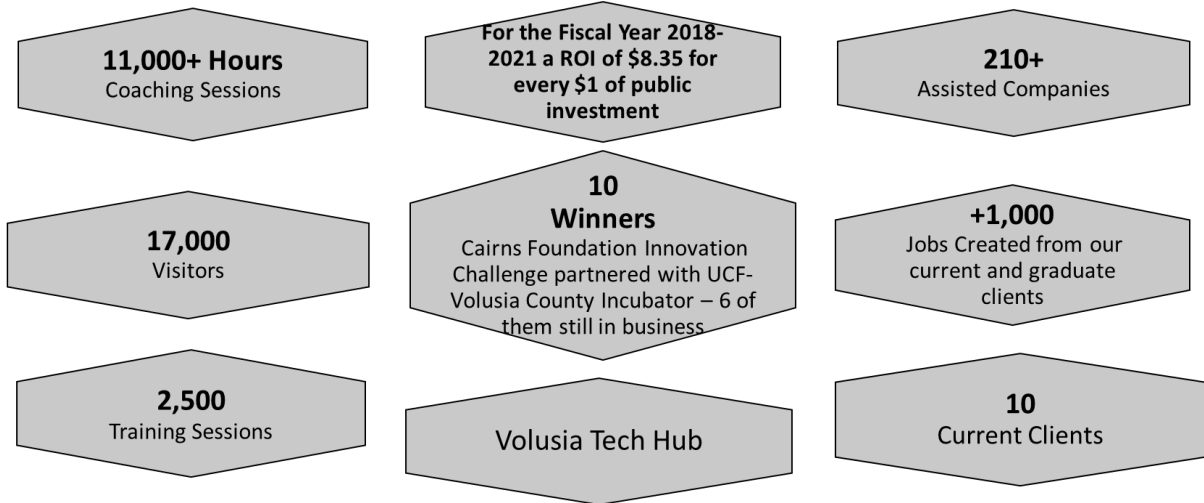 11,000+ Hours
Coaching Sessions
For the Fiscal Year 2018-
2021 a ROI of $8.35 for
every $1 of public
investment
210+
Assisted Companies
17,000
Visitors
10
Winners
Cairns Foundation Innovation
Challenge partnered with UCF-
Volusia County Incubator – 6 of
them still in business
+1,000
Jobs Created from our
current and graduate
clients
2,500
Training Sessions
Volusia Tech Hub
10
Current Clients